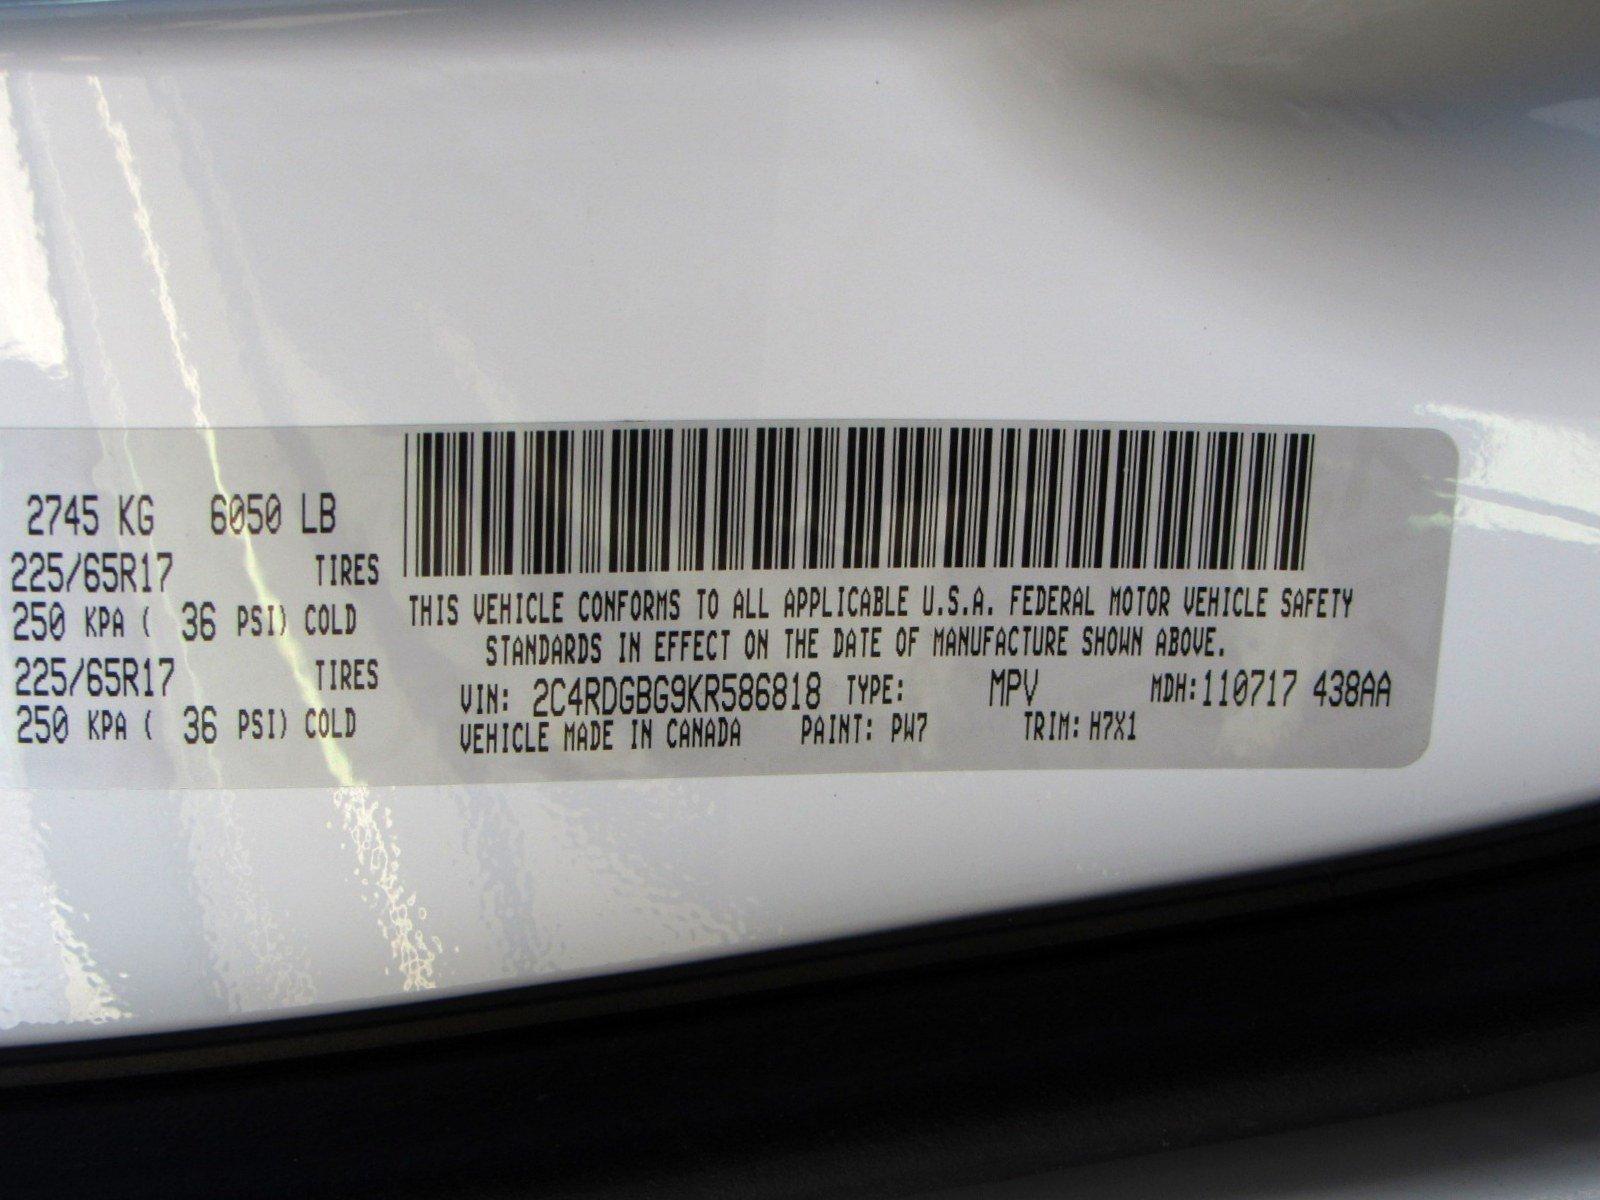 2745 KG 6050 LB
225/65R17 TIRES
250 KPA ( 36 PSI) COLD
225/65R17 TIRES
250 KPA ( 36 PSI) COLD
THIS VEHICLE CONFORMS TO ALL APPLICABLE U.S.A. FEDERAL MOTOR VEHICLE SAFETY
STANDARDS IN EFFECT ON THE DATE OF MANUFACTURE SHOWN ABOVE.
VIN: 2C4RDGBG9KR586818 TYPE: MPV MDH:110717 438AA
VEHICLE MADE IN CANADA PAINT: PW7 TRIM: H7X1